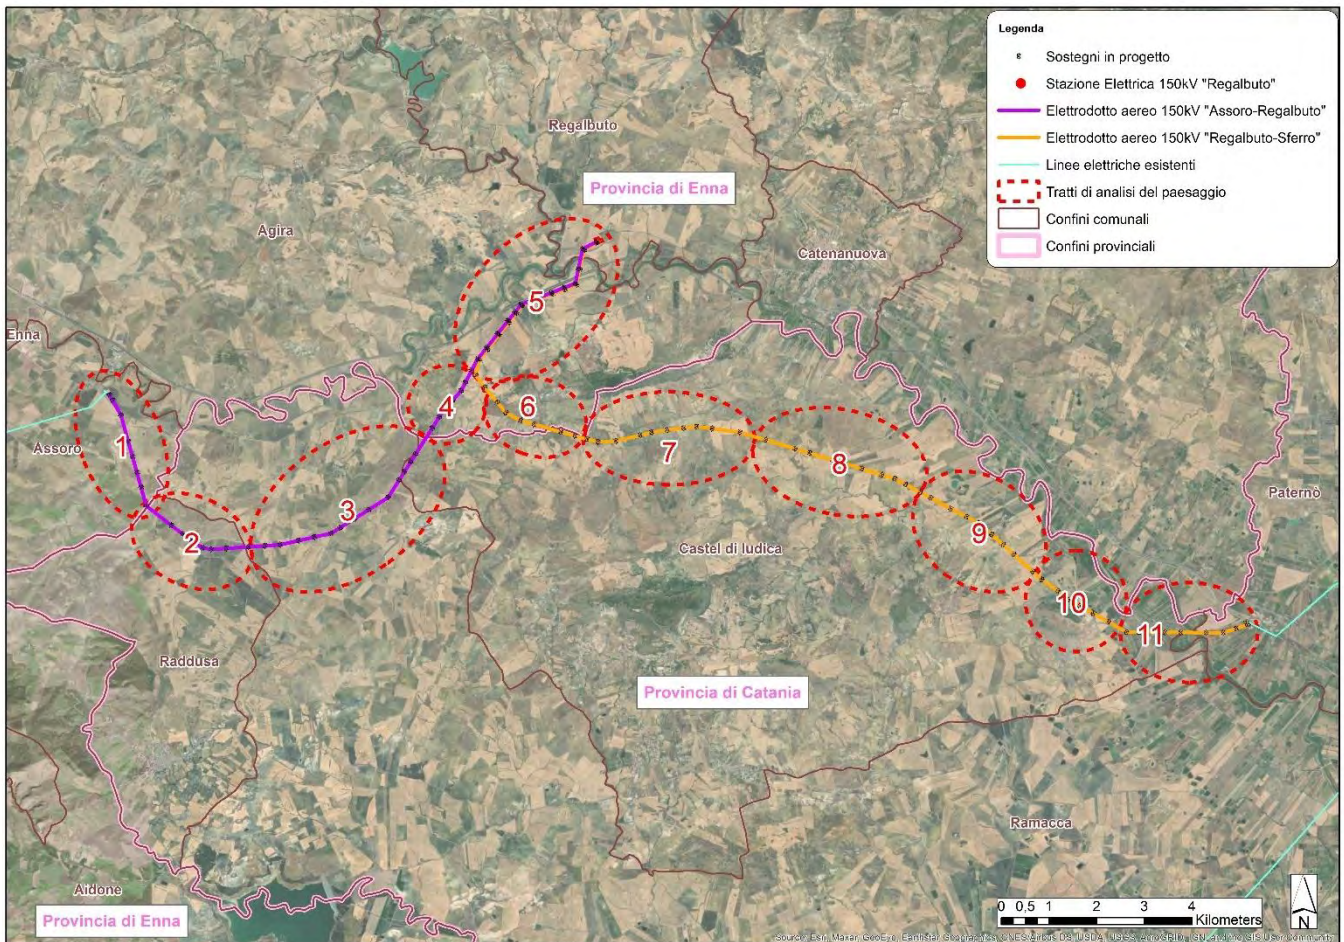 Legenda
Sostegni in progetto
Stazione Elettrica 150kV "Regalbuto"
Elettrodotto aereo 150kV "Assoro-Regalbuto"
Elettrodotto aereo 150kV "Regalbuto-Sferro"
Linee elettriche esistenti
Tratti di analisi del paesaggio
Confini comunali
Confini provinciali
Regalbuto
Provincia di Enna
Agira
Catenanuova
Enna
5
4
6
1
Assoro
7
8
3
Paternò
2
9
Castel di Iudica
10
11
Raddusa
Provincia di Catania
Ramacca
Aidone
Provincia di Enna
0 0,5 1 2 3 4
Kilometers
N